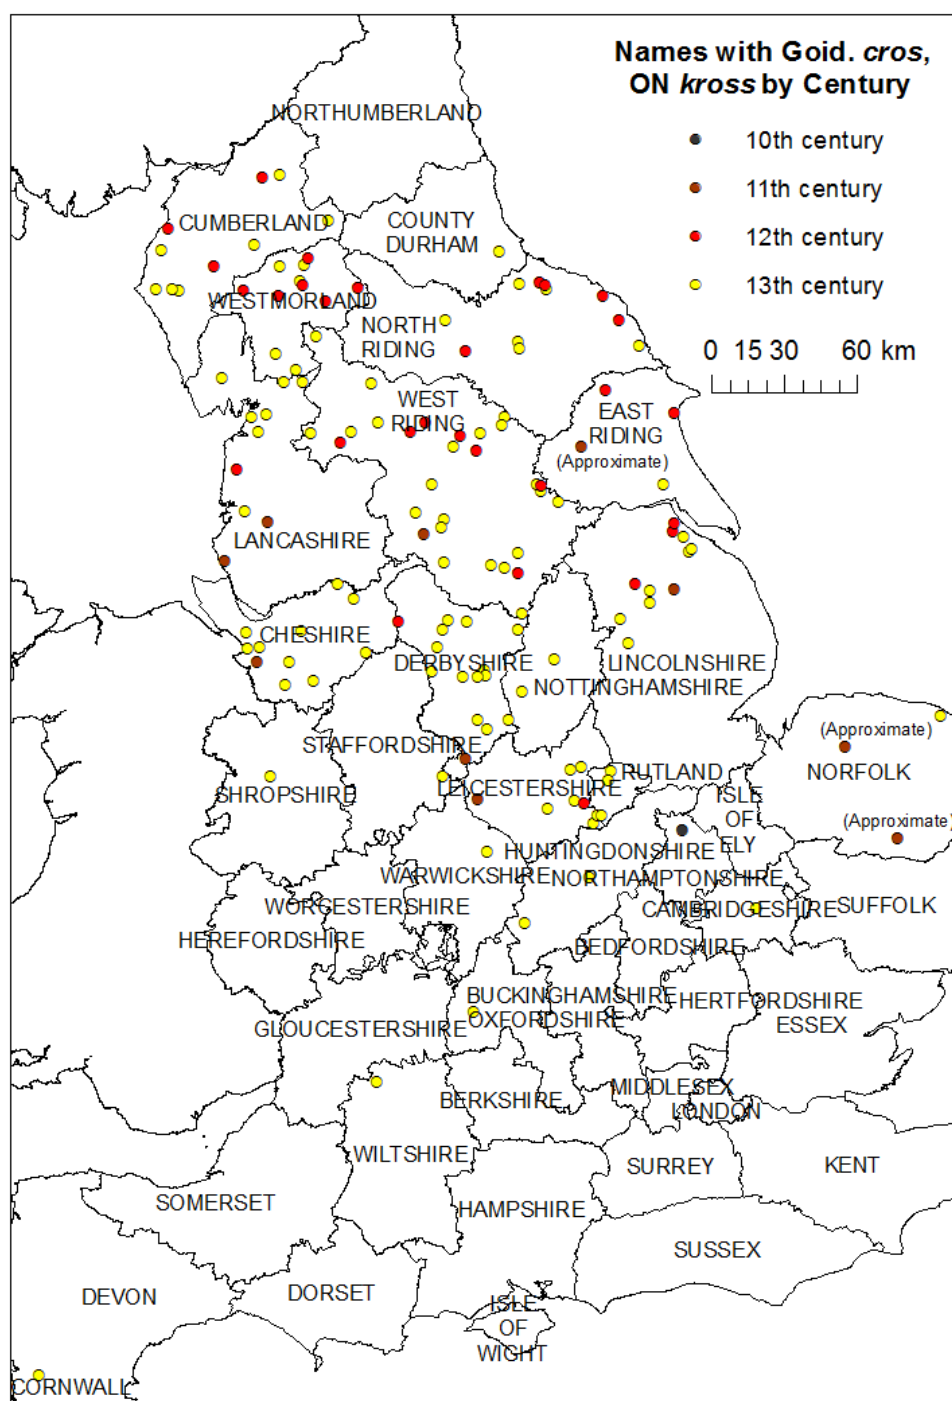 Names with Goid. cros,
ON kross by Century
10th century
11th century
12th century
13th century
0 15 30 60 km
NORTHUMBERLAND
CUMBERLAND
COUNTY
DURHAM
WESTMORLAND
NORTH
RIDING
WEST
RIDING
EAST
RIDING
(Approximate)
LANCASHIRE
CHESHIRE
DERBYSHIRE
LINCOLNSHIRE
NOTTINGHAMSHIRE
STAFFORDSHIRE
(Approximate)
NORFOLK
SHROPSHIRE
LEICESTERSHIRE
RUTLAND
ISLE
OF
ELY
(Approximate)
HUNTINGDONSHIRE
WARWICKSHIRE
NORTHAMPTONSHIRE
WORCESTERSHIRE
CAMBRIDGESHIRE
SUFFOLK
HEREFORDSHIRE
BEDFORDSHIRE
BUCKINGHAMSHIRE
HERTFORDSHIRE
OXFORDSHIRE
ESSEX
GLOUCESTERSHIRE
MIDDLESEX
BERKSHIRE
LONDON
WILTSHIRE
SURREY
KENT
SOMERSET
HAMPSHIRE
SUSSEX
DEVON
DORSET
ISLE
OF
WIGHT
CORNWALL